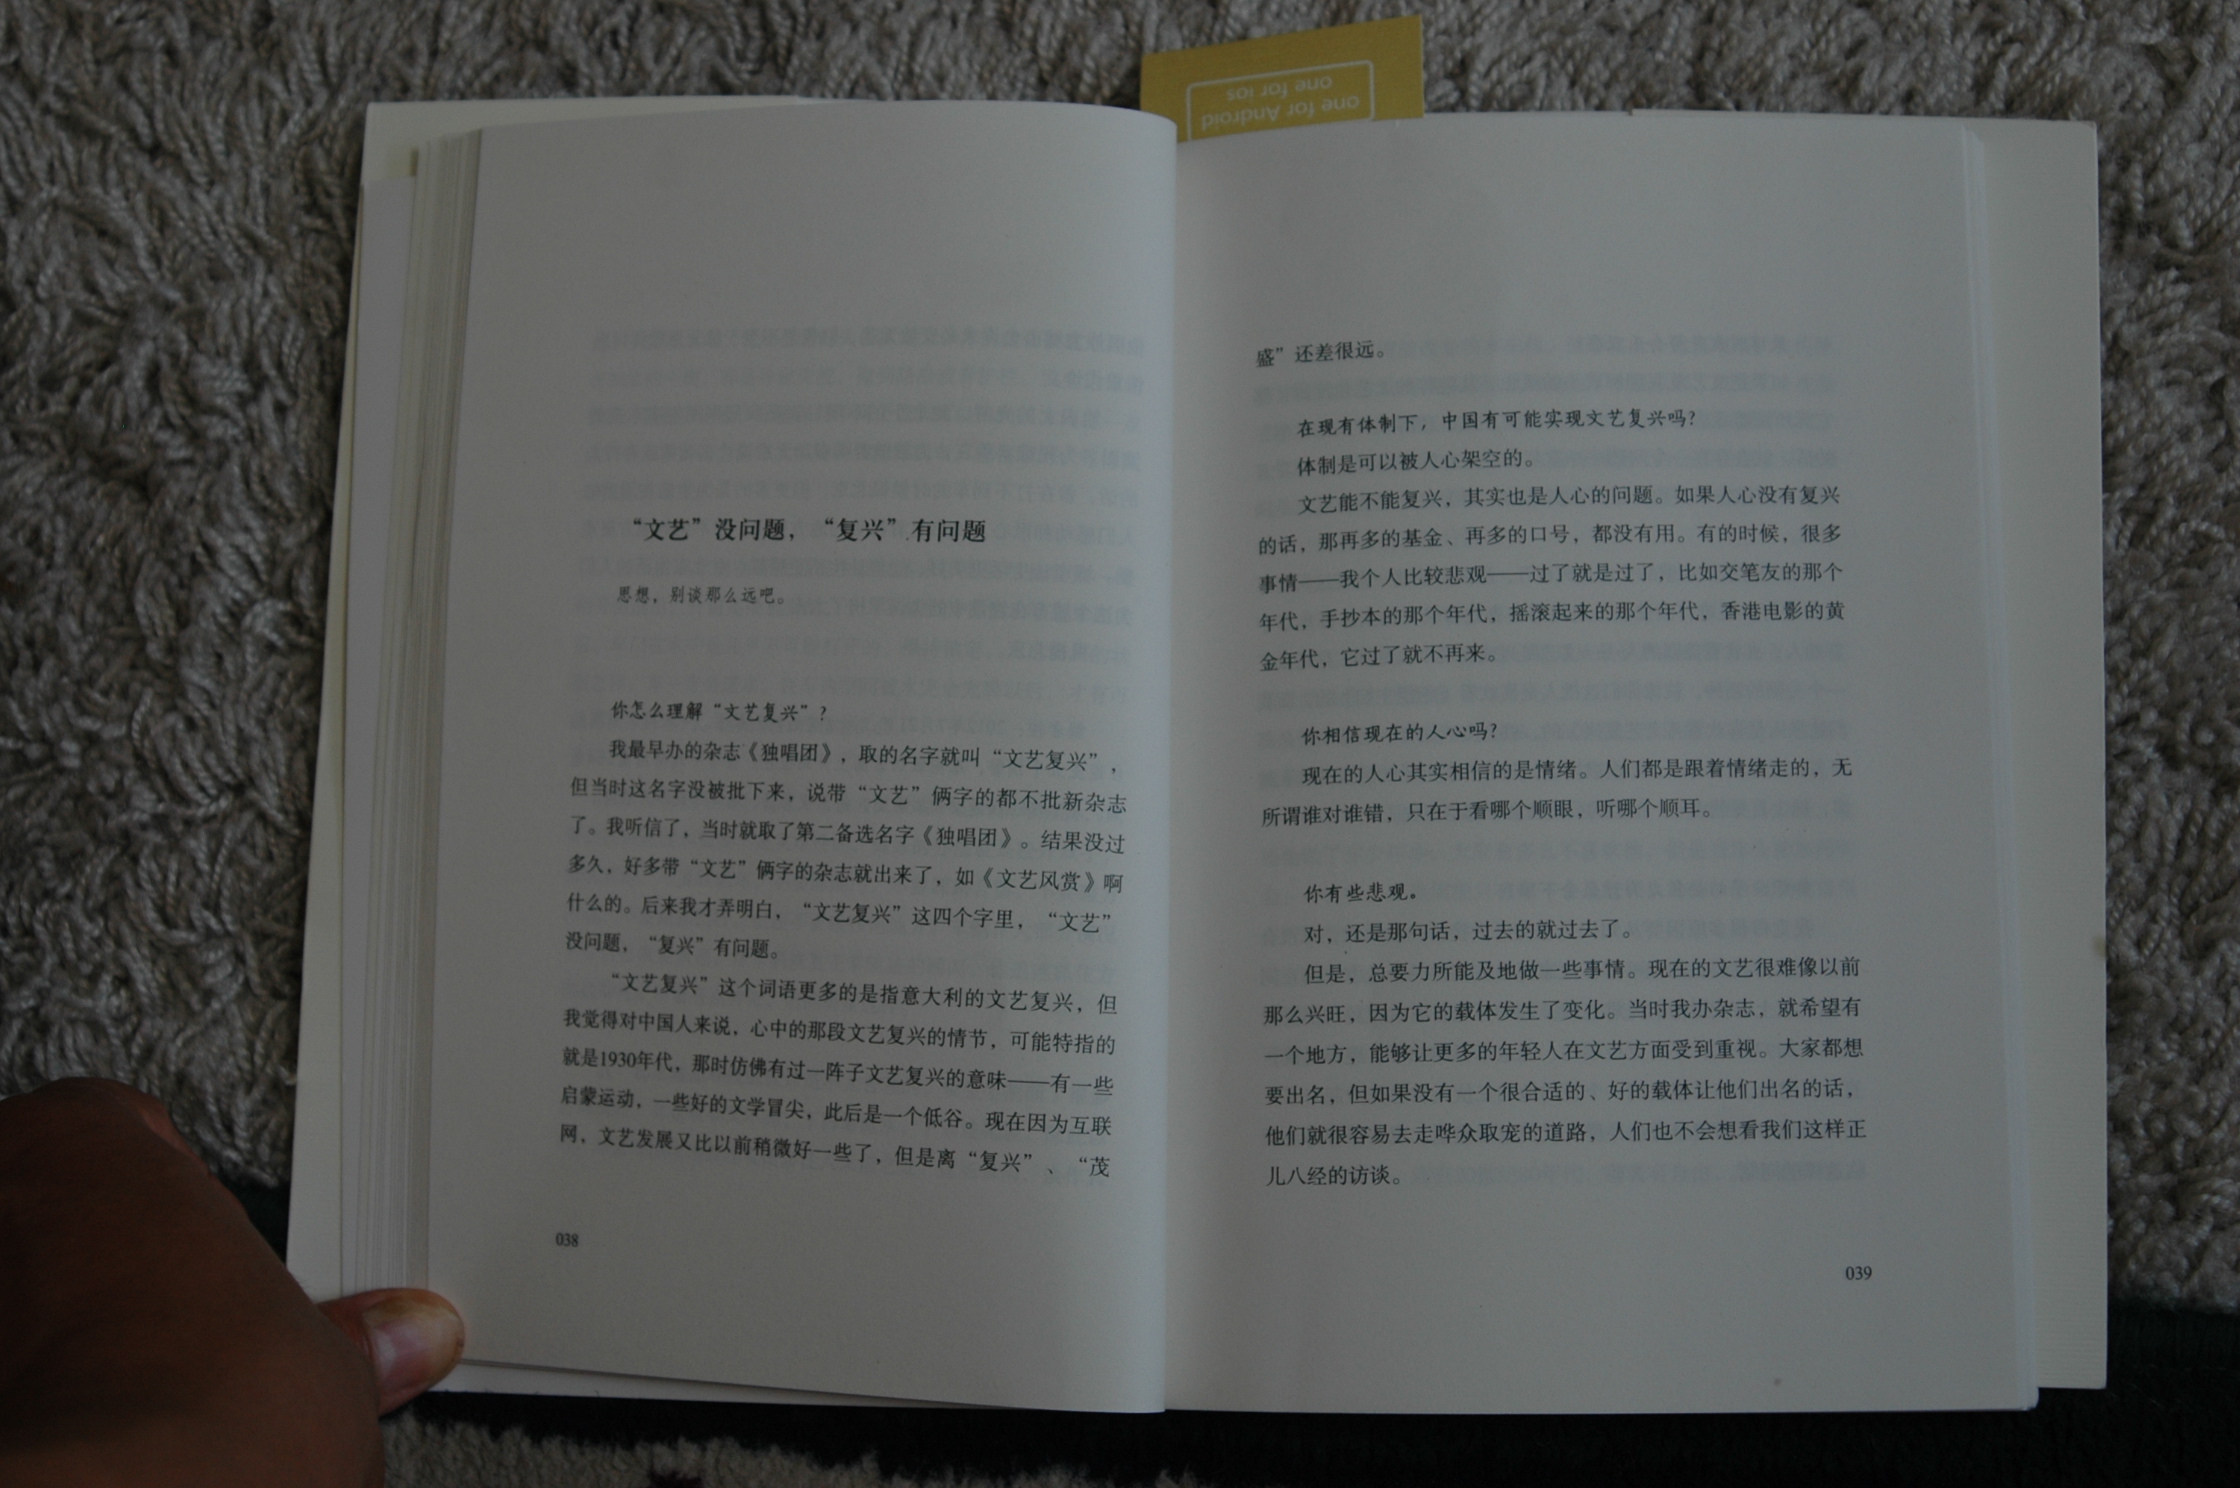 one for Android
one for ios
“文艺”没问题，“复兴”有问题
思想，别谈那么远吧。
你怎么理解“文艺复兴”？
我最早办的杂志《独唱团》，取的名字就叫“文艺复兴”，
但当时这名字没被批下来，说带“文艺”俩字的都不批新杂志
了。我听信了，当时就取了第二备选名字《独唱团》。结果没过
多久，好多带“文艺”俩字的杂志就出来了，如《文艺风赏》啊
什么的。后来我才弄明白，“文艺复兴”这四个字里，“文艺”
没问题，“复兴”有问题。
“文艺复兴”这个词语更多的是指意大利的文艺复兴，但
我觉得对中国人来说，心中的那段文艺复兴的情节，可能特指的
就是1930年代，那时仿佛有过一阵子文艺复兴的意味——有一些
启蒙运动，一些好的文学冒尖，此后是一个低谷。现在因为互联
网，文艺发展又比以前稍微好一些了，但是离“复兴”、“茂
038
盛”还差很远。
在现有体制下，中国有可能实现文艺复兴吗？
体制是可以被人心架空的。
文艺能不能复兴，其实也是人心的问题。如果人心没有复兴
的话，那再多的基金、再多的口号，都没有用。有的时候，很多
事情——我个人比较悲观——过了就是过了，比如交笔友的那个
年代，手抄本的那个年代，摇滚起来的那个年代，香港电影的黄
金年代，它过了就不再来。
你相信现在的人心吗？
现在的人心其实相信的是情绪。人们都是跟着情绪走的，无
所谓谁对谁错，只在于看哪个顺眼，听哪个顺耳。
你有些悲观。
对，还是那句话，过去的就过去了。
但是，总要力所能及地做一些事情。现在的文艺很难像以前
那么兴旺，因为它的载体发生了变化。当时我办杂志，就希望有
一个地方，能够让更多的年轻人在文艺方面受到重视。大家都想
要出名，但如果没有一个很合适的、好的载体让他们出名的话，
他们就很容易去走哗众取宠的道路，人们也不会想看我们这样正
儿八经的访谈。
039